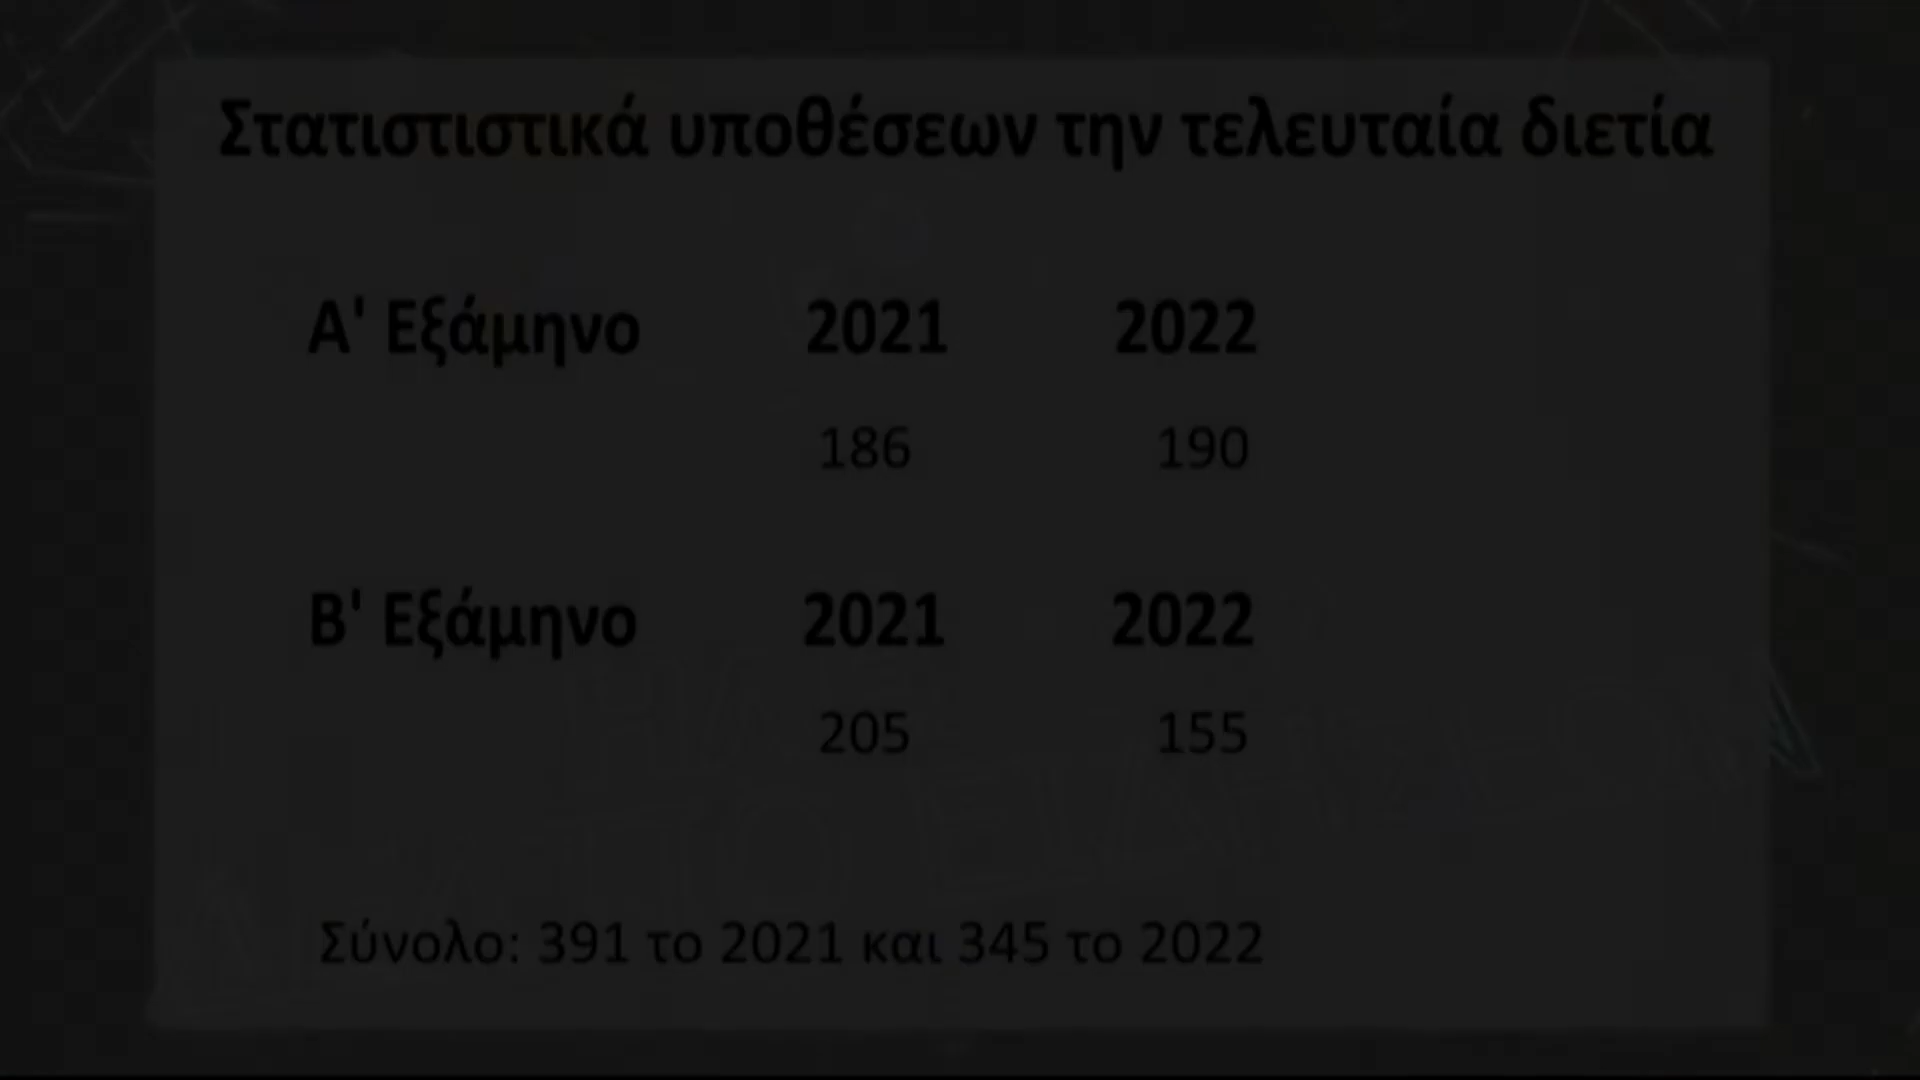 Στατιστιστικά υποθέσεων την τελευταία διετία
Α' Εξάμηνο 2021 2022
186 190
Β' Εξάμηνο 2021 2022
205 155
Σύνολο: 391 το 2021 και 345 το 2022